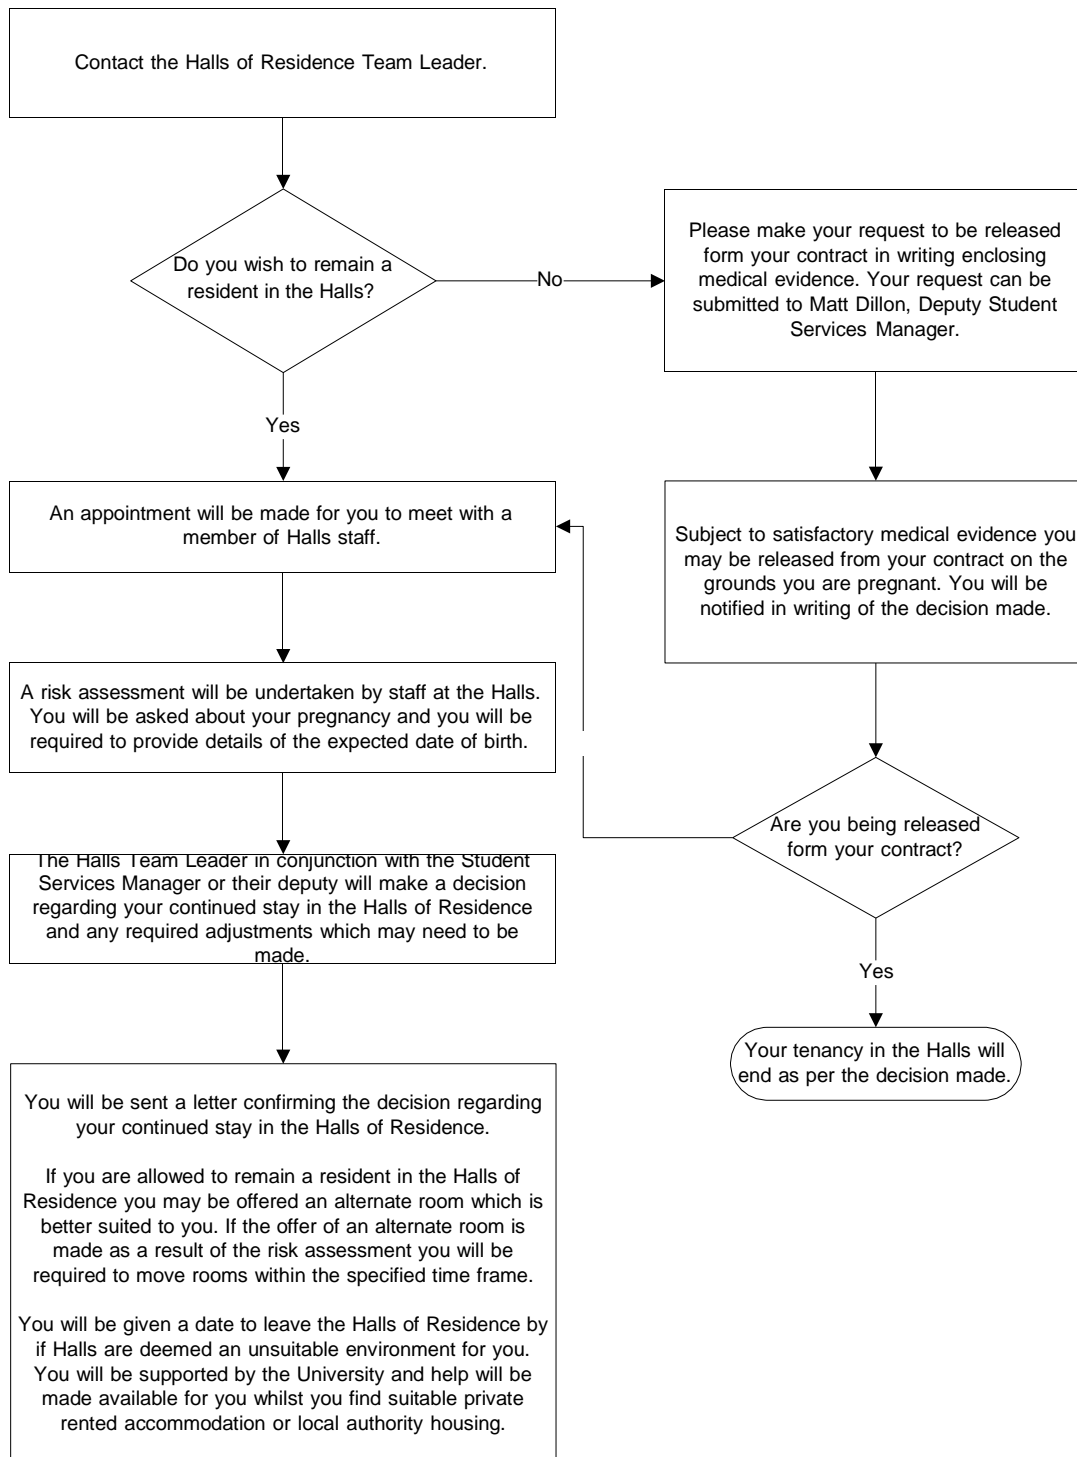 Contact the Halls of Residence Team Leader.
Do you wish to remain a
resident in the Halls?
No
Please make your request to be released
form your contract in writing enclosing
medical evidence. Your request can be
submitted to Matt Dillon, Deputy Student
Services Manager.
Yes
An appointment will be made for you to meet with a
member of Halls staff.
Subject to satisfactory medical evidence you
may be released from your contract on the
grounds you are pregnant. You will be
notified in writing of the decision made.
A risk assessment will be undertaken by staff at the Halls.
You will be asked about your pregnancy and you will be
required to provide details of the expected date of birth.
Are you being released
form your contract?
The Halls Team Leader in conjunction with the Student
Services Manager or their deputy will make a decision
regarding your continued stay in the Halls of Residence
and any required adjustments which may need to be
made.
Yes
Your tenancy in the Halls will
end as per the decision made.
You will be sent a letter confirming the decision regarding
your continued stay in the Halls of Residence.
If you are allowed to remain a resident in the Halls of
Residence you may be offered an alternate room which is
better suited to you. If the offer of an alternate room is
made as a result of the risk assessment you will be
required to move rooms within the specified time frame.
You will be given a date to leave the Halls of Residence by
if Halls are deemed an unsuitable environment for you.
You will be supported by the University and help will be
made available for you whilst you find suitable private
rented accommodation or local authority housing.